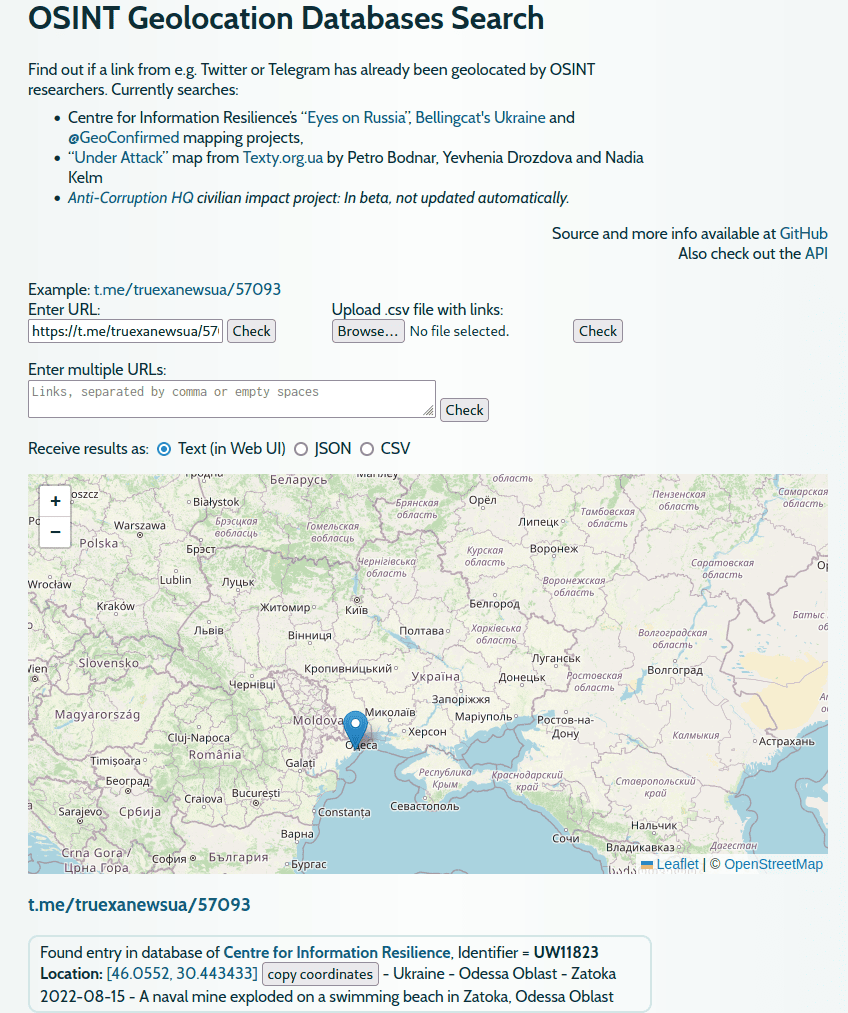 OSINT Geolocation Databases Search
Find out if a link from e.g. Twitter or Telegram has already been geolocated by OSINT
researchers. Currently searches:
• Centre for Information Resilience's “Eyes on Russia”, Bellingcat's Ukraine and
@GeoConfirmed mapping projects,
• “Under Attack” map from Texty.org.ua by Petro Bodnar, Yevhenia Drozdova and Nadia
Kelm
• Anti-Corruption HQ civilian impact project: In beta, not updated automatically.
Source and more info available at GitHub
Also check out the API
Example: t.me/truexanewsua/57093
Enter URL:
Upload .csv file with links:
https://t.me/truexanewsua/57 Check
Browse... No file selected. Check
Enter multiple URLs:
Links, separated by comma or empty spaces
Check
Receive results as: Text (in Web UI) JSON CSV
+
−
Беларусь
область
Białystok
Брянская
область
Орёл
Пензенская
область
Самарская
область
Warszawa
Polska
Брэсцкая
вобласць
Гомельская
вобласць
Липецк
Тамбовская
область
Брэст
Чернігівська
область
Курская
область
Воронеж
Саратовская
область
Wrocław
Lublin
Луцьк
Воронежская
область
Kraków
Житомир
Київ
Белгород
Львів
Вінниця
Полтава
Харківська
область
Волгоградская
область
Slovensko
Кропивницький
Україна
Луганськ
Чернівці
Донецьк
Ростовская
область
Волгоград
Запоріжжя
Magyarország
Moldova
Миколаїв
Маріуполь
Ростов-на-
Дону
Cluj-Napoca
România
Одеса
Херсон
Калмыкия
Астрахань
Timișoara
Galați
Республика
Крым
Краснодарский
край
Ставропольский
край
Београд
Craiova
București
Севастополь
Sarajevo
Србија
Constanța
Нальчик
Варна
Сочи
Владикавказ
Дагестан
Crna Gora /
Црна Гора
София
България
Бургас
Leaflet | © OpenStreetMap
t.me/truexanewsua/57093
Found entry in database of Centre for Information Resilience, Identifier = UW11823
Location: [46.0552, 30.443433] copy coordinates - Ukraine - Odessa Oblast - Zatoka
2022-08-15 - A naval mine exploded on a swimming beach in Zatoka, Odessa Oblast